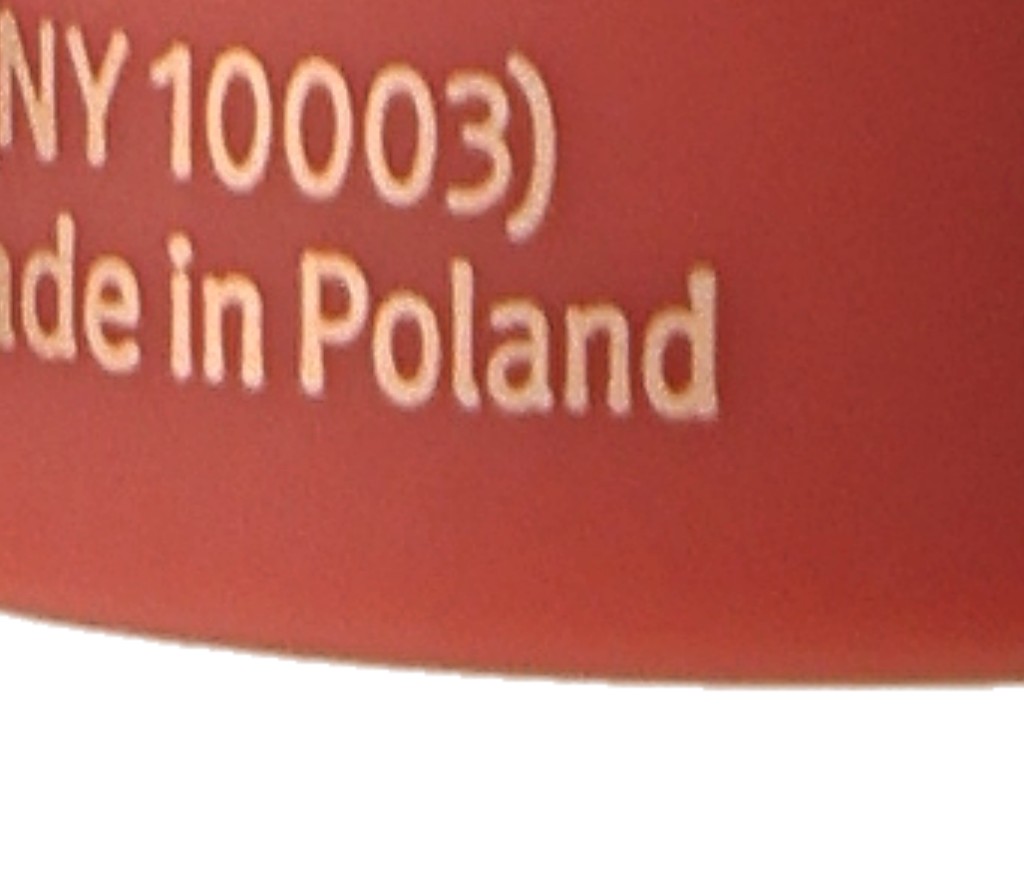 NY 10003)
ade in Poland